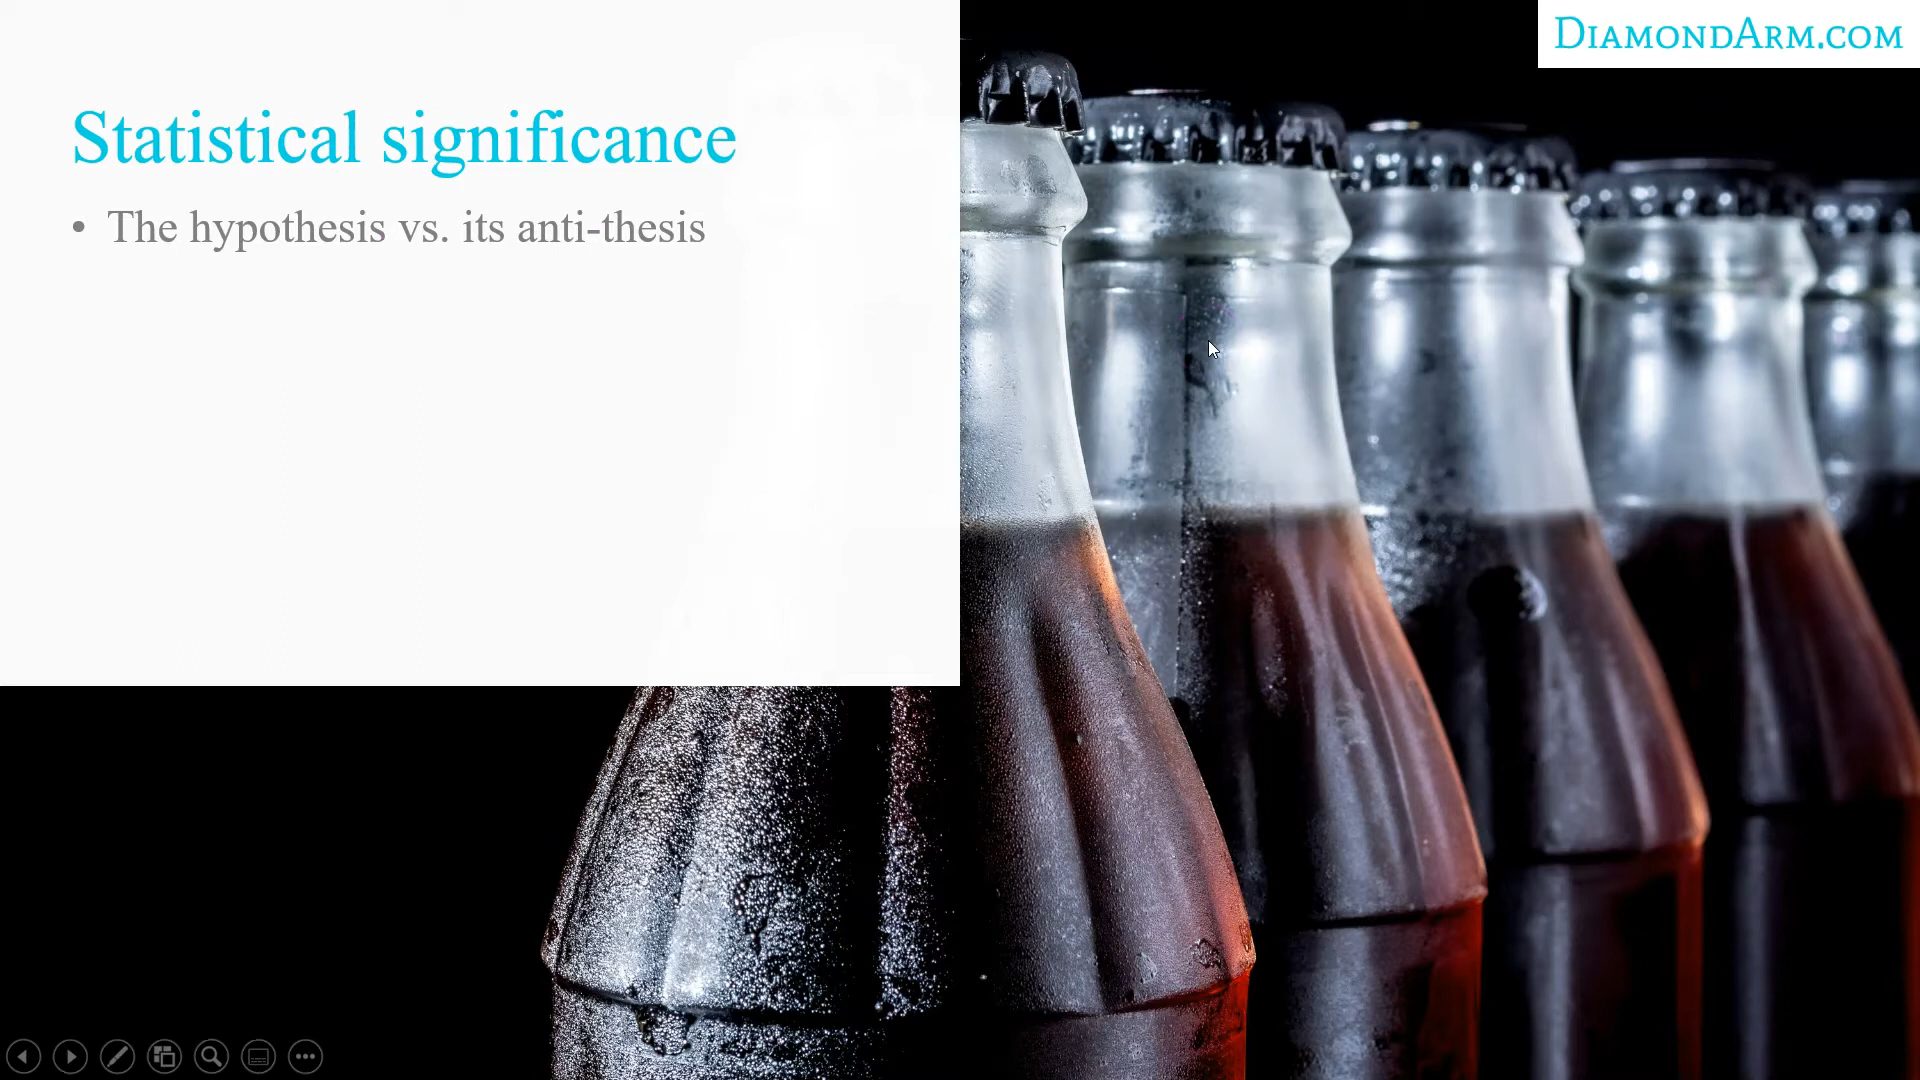 DiamondArm.com
Statistical significance
• The hypothesis vs. its anti-thesis